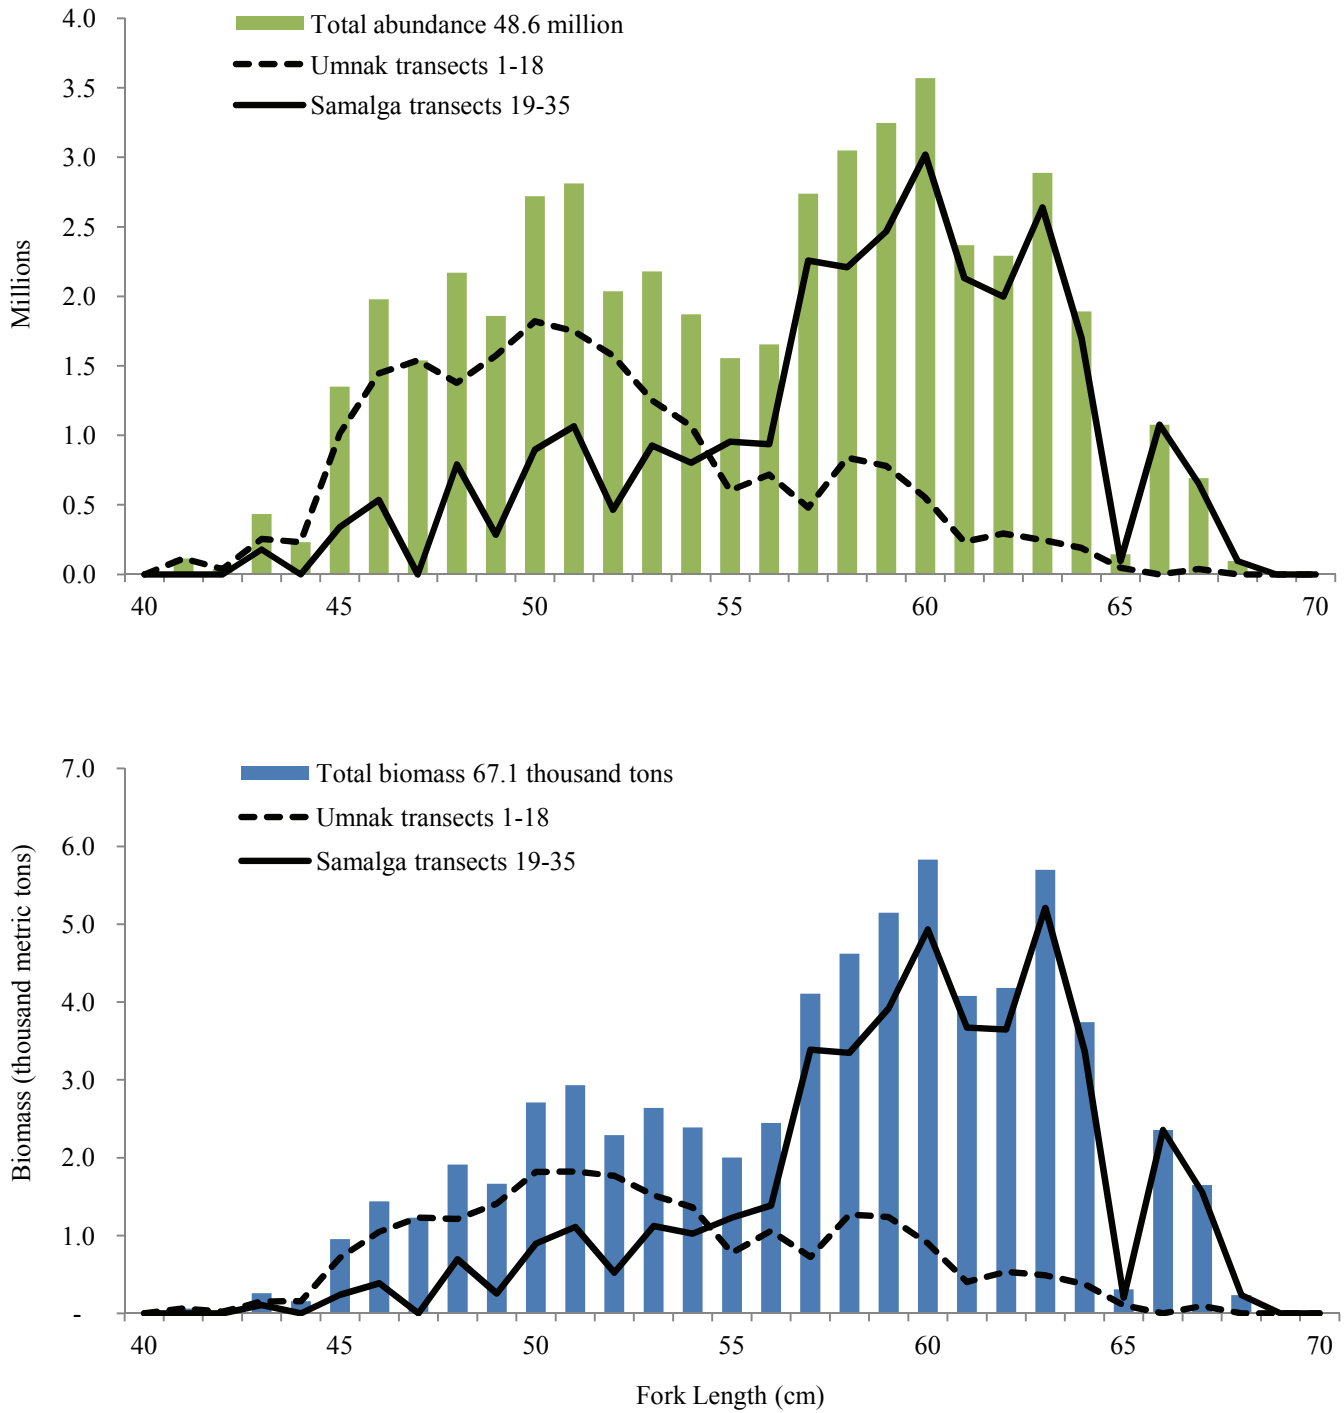 4.0
3.5
3.0
2.5
2.0
1.5
1.0
0.5
0.0
Millions
Total abundance 48.6 million
Umnak transects 1-18
Samalga transects 19-35
40 45 50 55 60 65 70
7.0
6.0
5.0
4.0
3.0
2.0
1.0
-
Biomass (thousand metric tons)
Total biomass 67.1 thousand tons
Umnak transects 1-18
Samalga transects 19-35
40 45 50 55 60 65 70
Fork Length (cm)